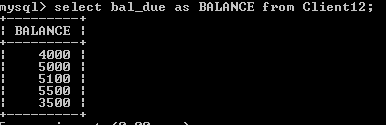 mysql> select bal_due as BALANCE from Client12;
+---------+
| BALANCE |
+---------+
|    4000 |
|    5000 |
|    5100 |
|    5500 |
|    3500 |
+---------+